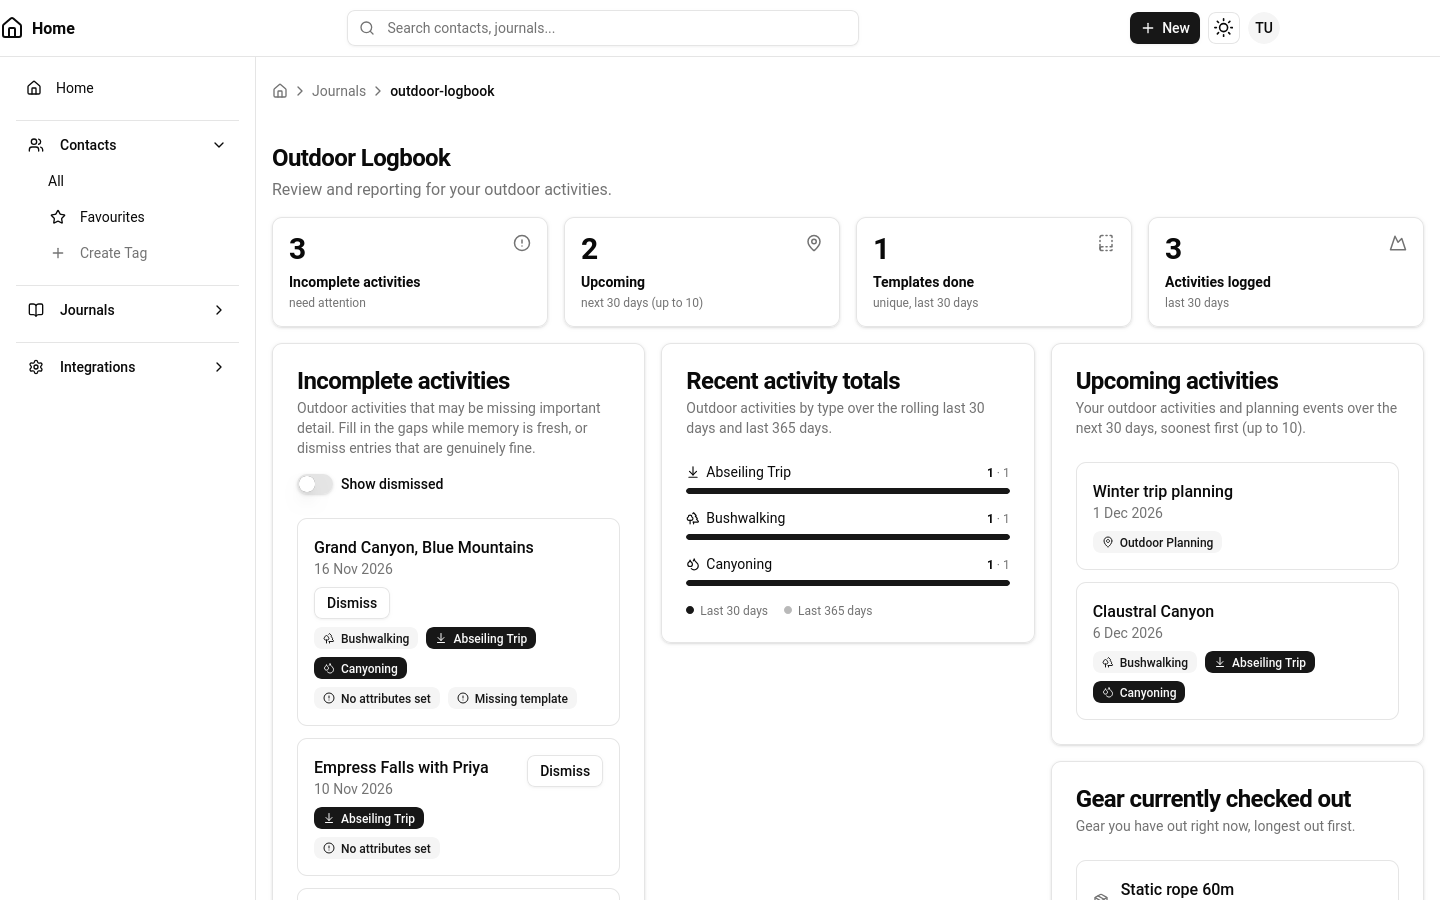 Home
Search contacts, journals...
New
TU
Home
Contacts
All
Favourites
Create Tag
Journals
Integrations
Journals
outdoor-logbook
Outdoor Logbook
Review and reporting for your outdoor activities.
3
Incomplete activities
need attention
2
Upcoming
next 30 days (up to 10)
1
Templates done
unique, last 30 days
3
Activities logged
last 30 days
Incomplete activities
Outdoor activities that may be missing important
detail. Fill in the gaps while memory is fresh, or
dismiss entries that are genuinely fine.
Show dismissed
Grand Canyon, Blue Mountains
16 Nov 2026
Dismiss
Bushwalking
Abseiling Trip
Canyoning
No attributes set
Missing template
Empress Falls with Priya
10 Nov 2026
Dismiss
Abseiling Trip
No attributes set
Recent activity totals
Outdoor activities by type over the rolling last 30
days and last 365 days.
Abseiling Trip 1 · 1
Bushwalking 1 · 1
Canyoning 1 · 1
Last 30 days
Last 365 days
Upcoming activities
Your outdoor activities and planning events over the
next 30 days, soonest first (up to 10).
Winter trip planning
1 Dec 2026
Outdoor Planning
Claustral Canyon
6 Dec 2026
Bushwalking
Abseiling Trip
Canyoning
Gear currently checked out
Gear you have out right now, longest out first.
Static rope 60m